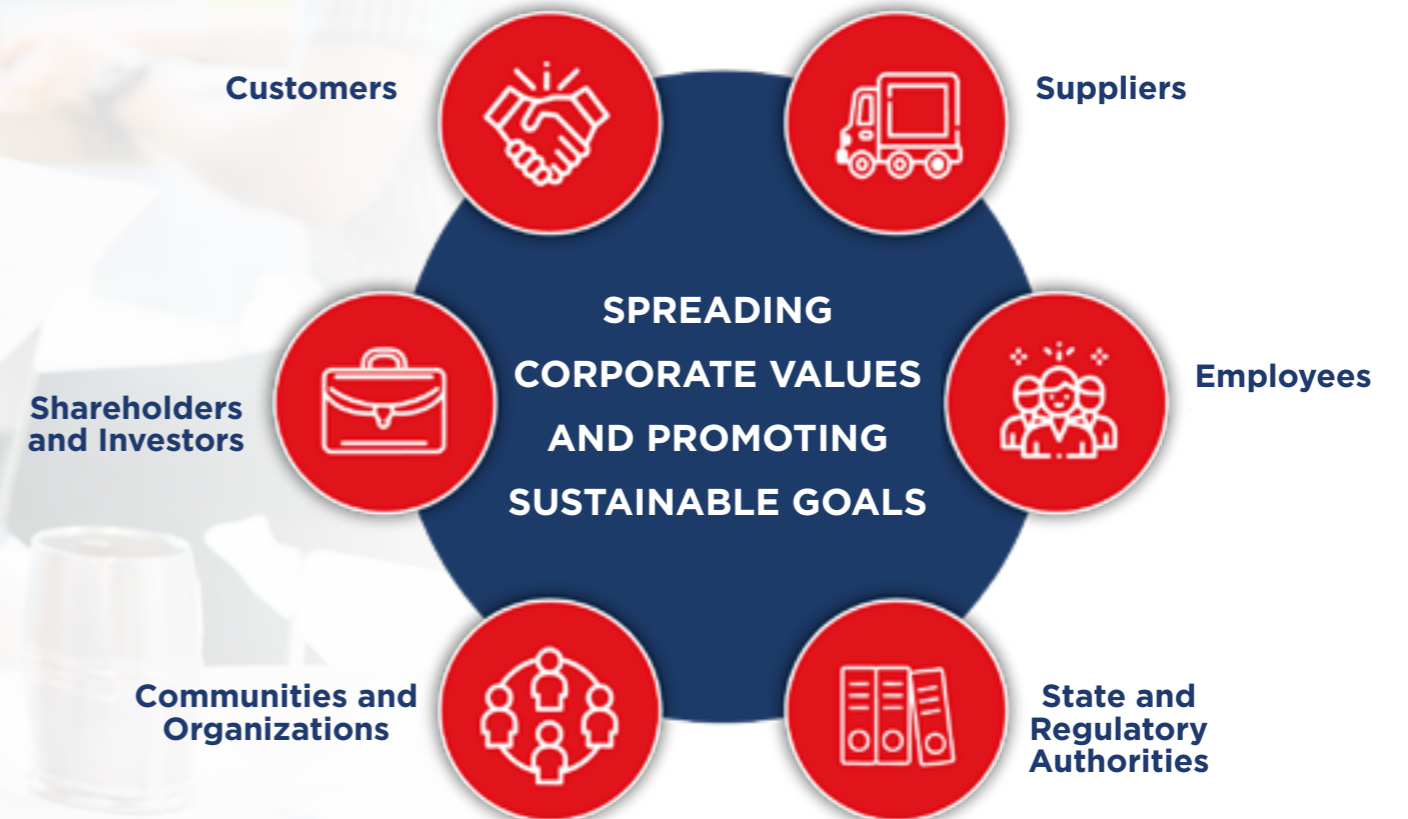 Customers
Suppliers
SPREADING
CORPORATE VALUES
AND PROMOTING
SUSTAINABLE GOALS
Shareholders
and Investors
Employees
Communities and
Organizations
State and
Regulatory
Authorities